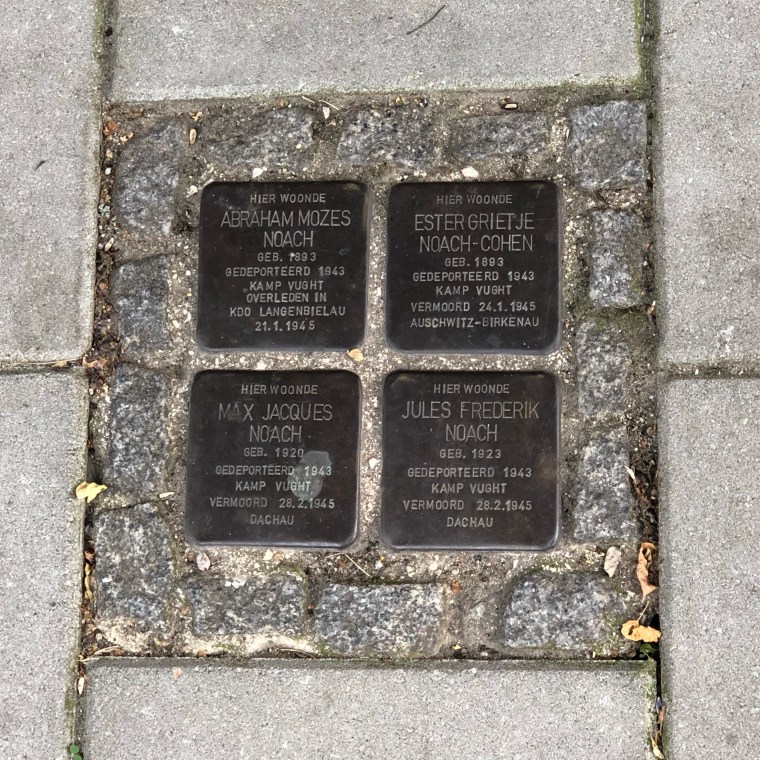 HIER WOONDE
ABRAHAM MOZES
NOACH
GEB. 1893
GEDEPORTEERD 1943
KAMP VUGHT
OVERLEDEN IN
KDO LANGENBIELAU
21.1.1945
HIER WOONDE
ESTER GRIETJE
NOACH-COHEN
GEB. 1893
GEDEPORTEERD 1943
KAMP VUGHT
VERMOORD 24.1.1945
AUSCHWITZ-BIRKENAU
HIER WOONDE
MAX JACQUES
NOACH
GEB. 1920
GEDEPORTEERD 1943
KAMP VUGHT
VERMOORD 28.2.1945
DACHAU
HIER WOONDE
JULES FREDERIK
NOACH
GEB. 1923
GEDEPORTEERD 1943
KAMP VUGHT
VERMOORD 28.2.1945
DACHAU